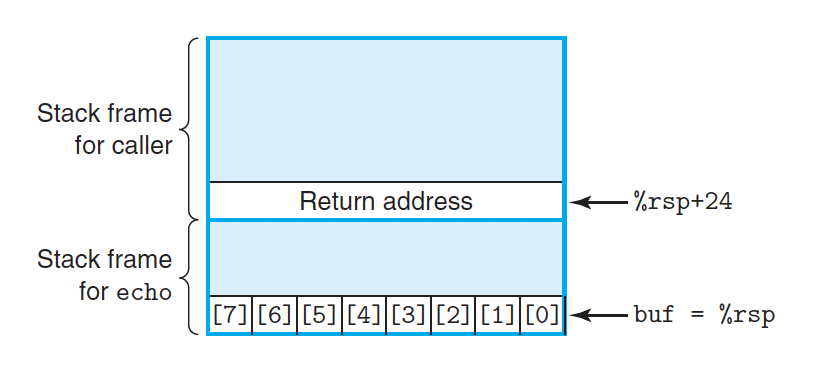 Stack frame
for caller
Return address
%rsp+24
Stack frame
for echo
[7] [6] [5] [4] [3] [2] [1] [0]
buf = %rsp